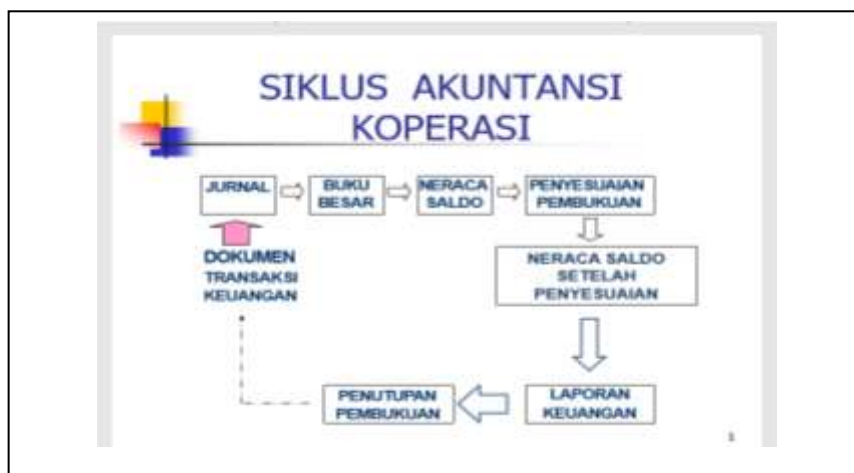 SIKLUS AKUNTANSI
KOPERASI
JURNAL
BUKU
BESAR
NERACA
SALDO
PENYESUAIAN
PEMBUKUAN
DOKUMEN
TRANSAKSI
KEUANGAN
NERACA SALDO
SETELAH
PENYESUAIAN
PENUTUPAN
PEMBUKUAN
LAPORAN
KEUANGAN